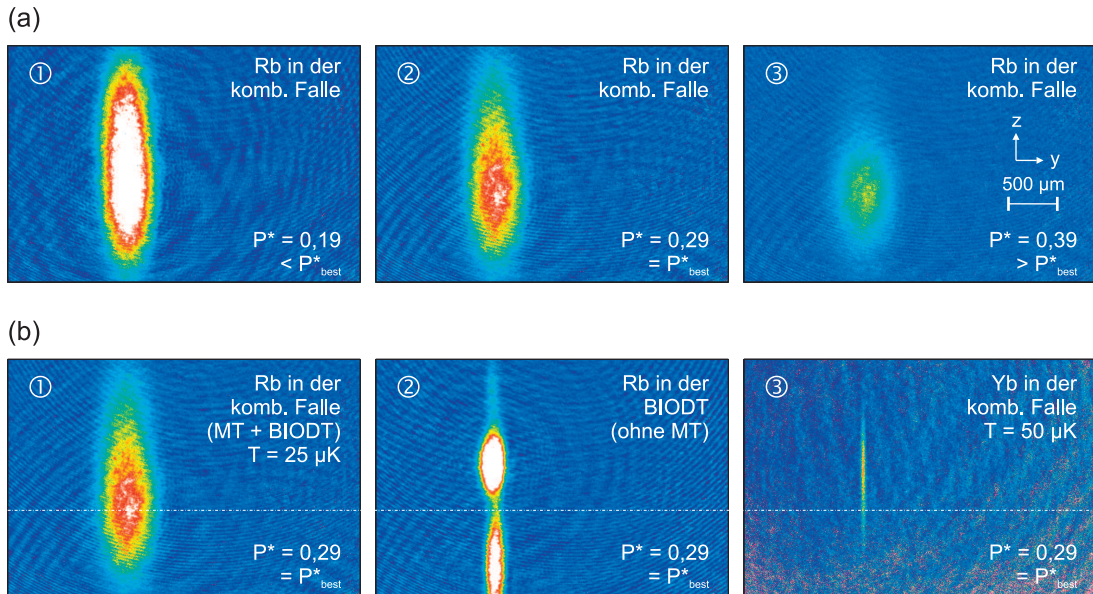 (a)
①
Rb in der
komb. Falle
P* = 0,19
< P*best
②
Rb in der
komb. Falle
P* = 0,29
= P*best
③
Rb in der
komb. Falle
z
y
500 µm
P* = 0,39
> P*best
(b)
①
Rb in der
komb. Falle
(MT + BIODT)
T = 25 µK
P* = 0,29
= P*best
②
Rb in der
BIODT
(ohne MT)
P* = 0,29
= P*best
③
Yb in der
komb. Falle
T = 50 µK
P* = 0,29
= P*best